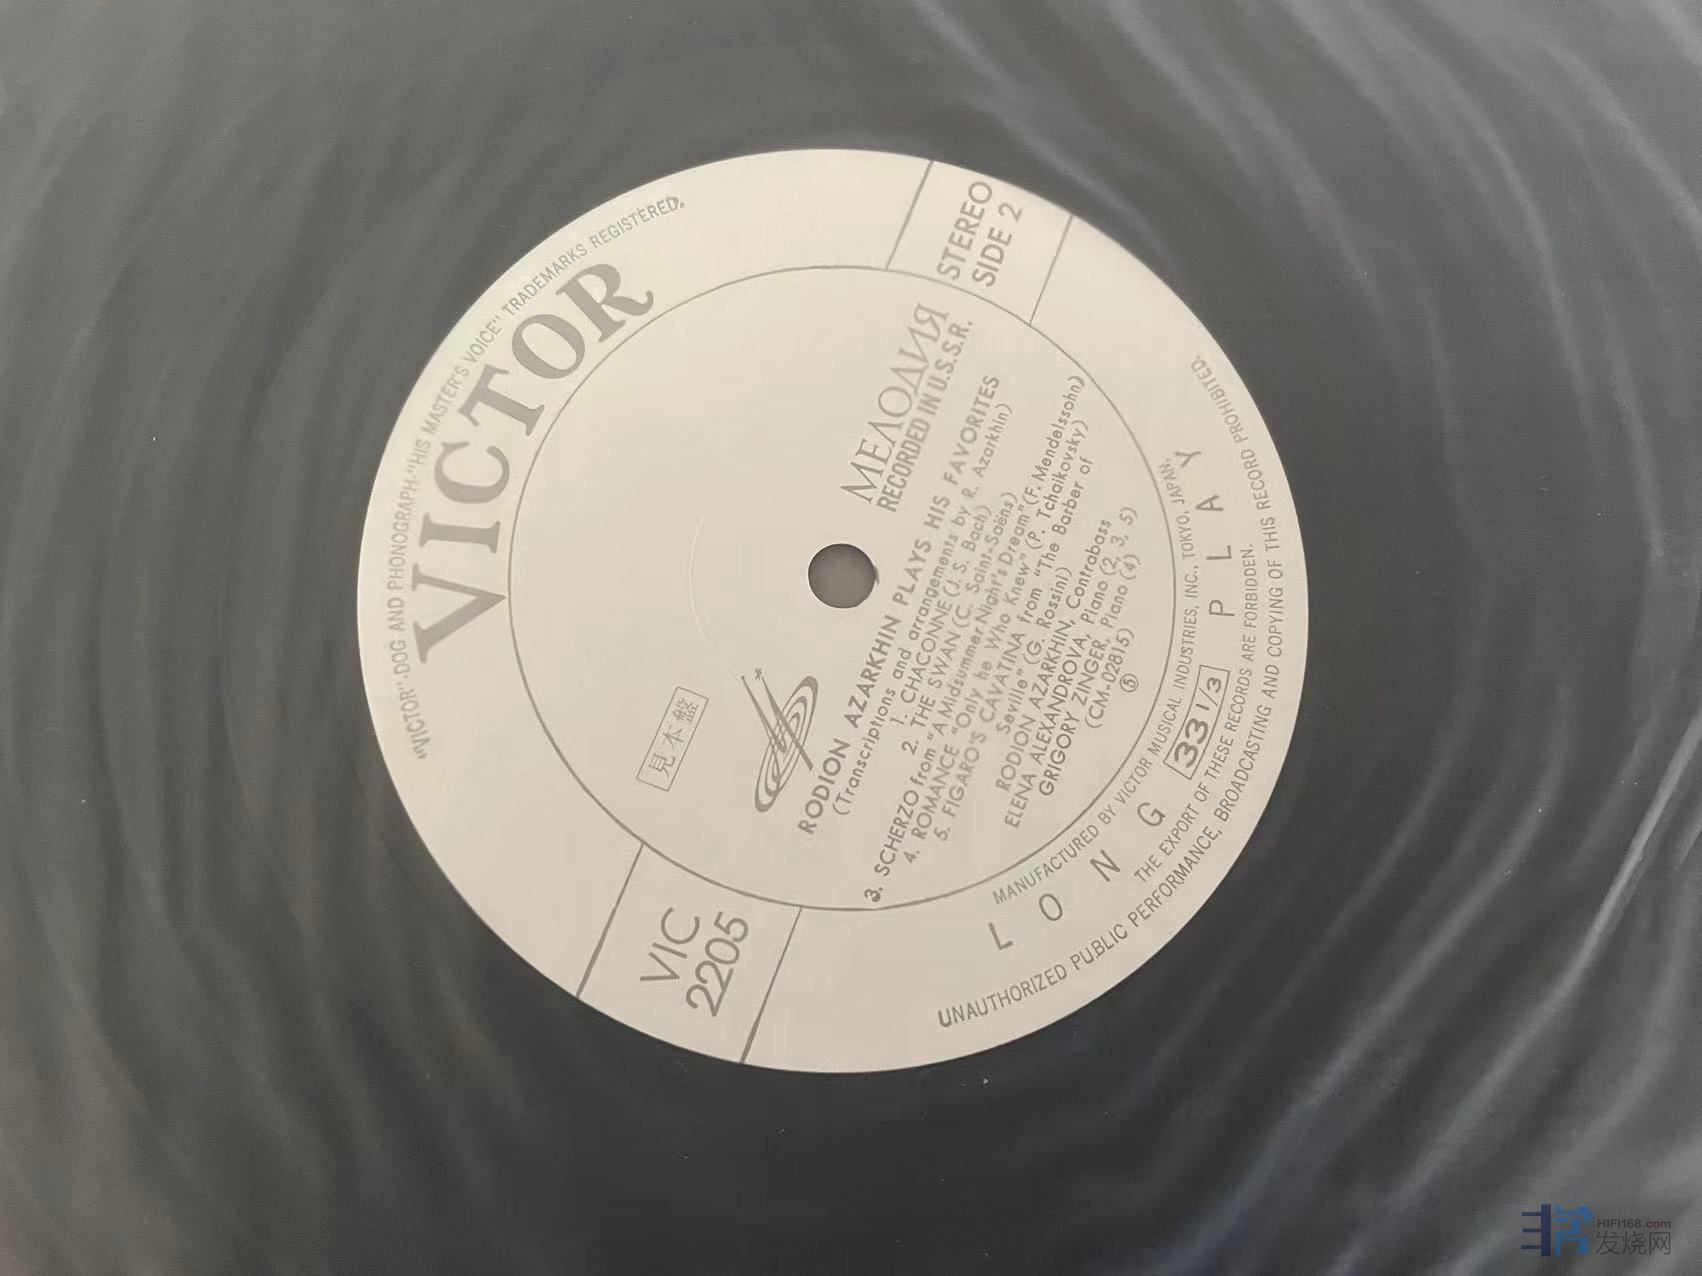 "VICTOR"·DOG AND PHONOGRAPH·"HIS MASTER'S VOICE" TRADEMARKS REGISTERED.
VICTOR
STEREO
SIDE 2
VIC
2205
見本盤
МЕЛОДИЯ
RECORDED IN U.S.S.R.
RODION AZARKHIN PLAYS HIS FAVORITES
(Transcriptions and arrangements by R. Azarkhin)
1. CHACONNE (J. S. Bach)
2. THE SWAN (C. Saint-Saëns)
3. SCHERZO from "A Midsummer Night's Dream" (F. Mendelssohn)
4. ROMANCE "Only he Who Knew" (P. Tchaikovsky)
5. FIGARO'S CAVATINA from "The Barber of
Seville" (G. Rossini)
RODION AZARKHIN, Contrabass
ELENA ALEXANDROVA, Piano (2, 3, 5)
GRIGORY ZINGER, Piano (4)
(CM-02815)
⑤
MANUFACTURED BY VICTOR MUSICAL INDUSTRIES, INC., TOKYO, JAPAN.
LONG 33 1/3 PLAY
THE EXPORT OF THESE RECORDS ARE FORBIDDEN.
UNAUTHORIZED PUBLIC PERFORMANCE, BROADCASTING AND COPYING OF THIS RECORD PROHIBITED.
非常 HIFI168.com
发烧网